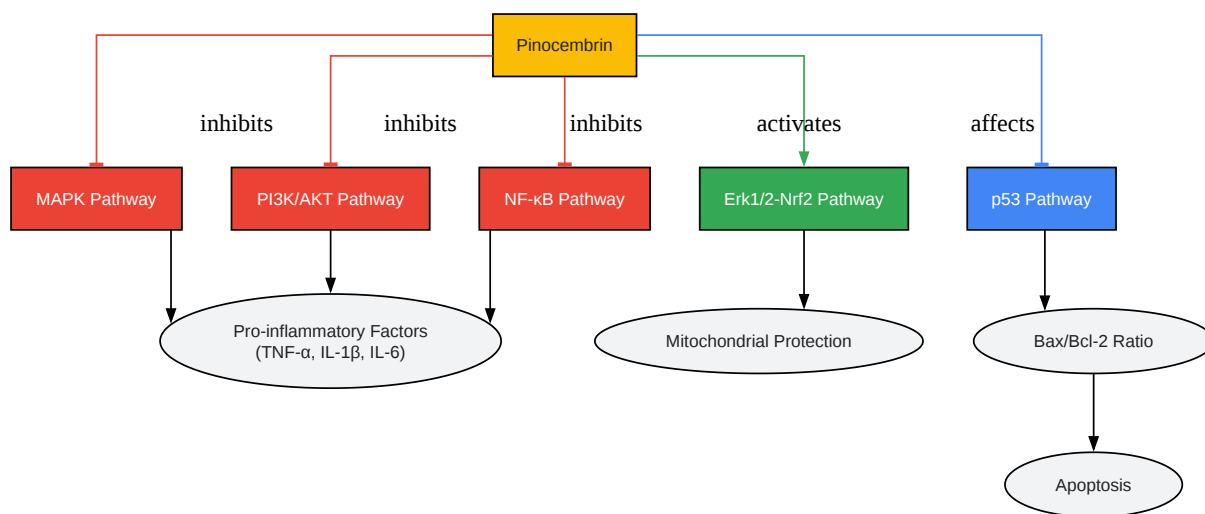 Pinocembrin
inhibits
inhibits
inhibits
activates
affects
MAPK Pathway
PI3K/AKT Pathway
NF-κB Pathway
Erk1/2-Nrf2 Pathway
p53 Pathway
Pro-inflammatory Factors
(TNF-α, IL-1β, IL-6)
Mitochondrial Protection
Bax/Bcl-2 Ratio
Apoptosis